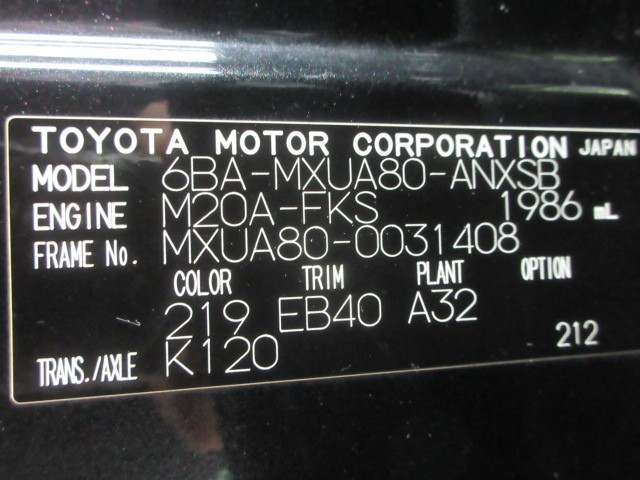 TOYOTA MOTOR CORPORATION JAPAN
MODEL 6BA-MXUA80-ANXSB
ENGINE M20A-FKS 1986 mL
FRAME No. MXUA80-0031408
COLOR TRIM PLANT OPTION
219 EB40 A32
212
TRANS./AXLE K120